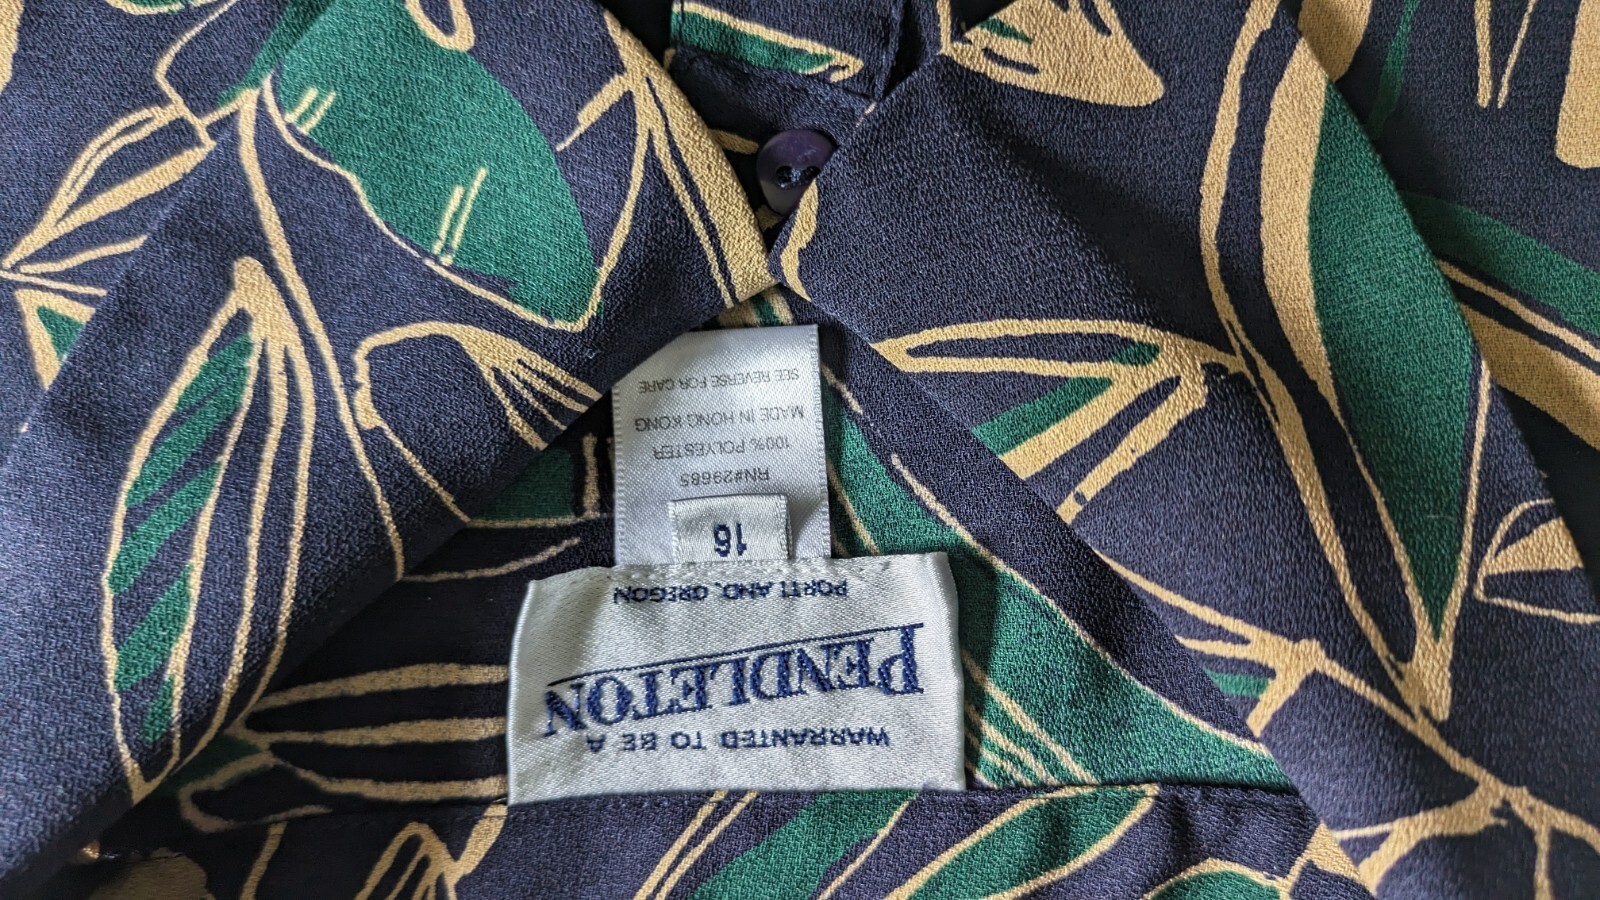 WARRANTED TO BE A
PENDLETON
PORTLAND, OREGON
16
RN#29685
100% POLYESTER
MADE IN HONG KONG
SEE REVERSE FOR CARE